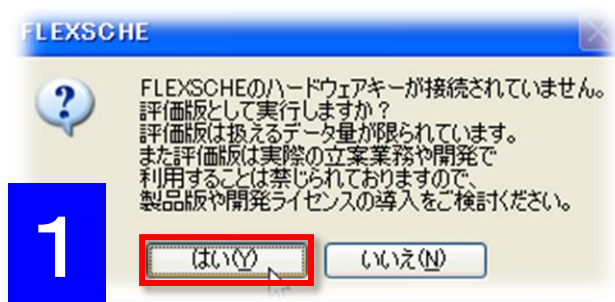 FLEXSCHE
FLEXSCHEのハードウェアキーが接続されていません。
評価版として実行しますか？
評価版は扱えるデータ量が限られています。
また評価版は実際の立案業務や開発で
利用することは禁じられておりますので、
製品版や開発ライセンスの導入をご検討ください。
1
はい(Y) いいえ(N)